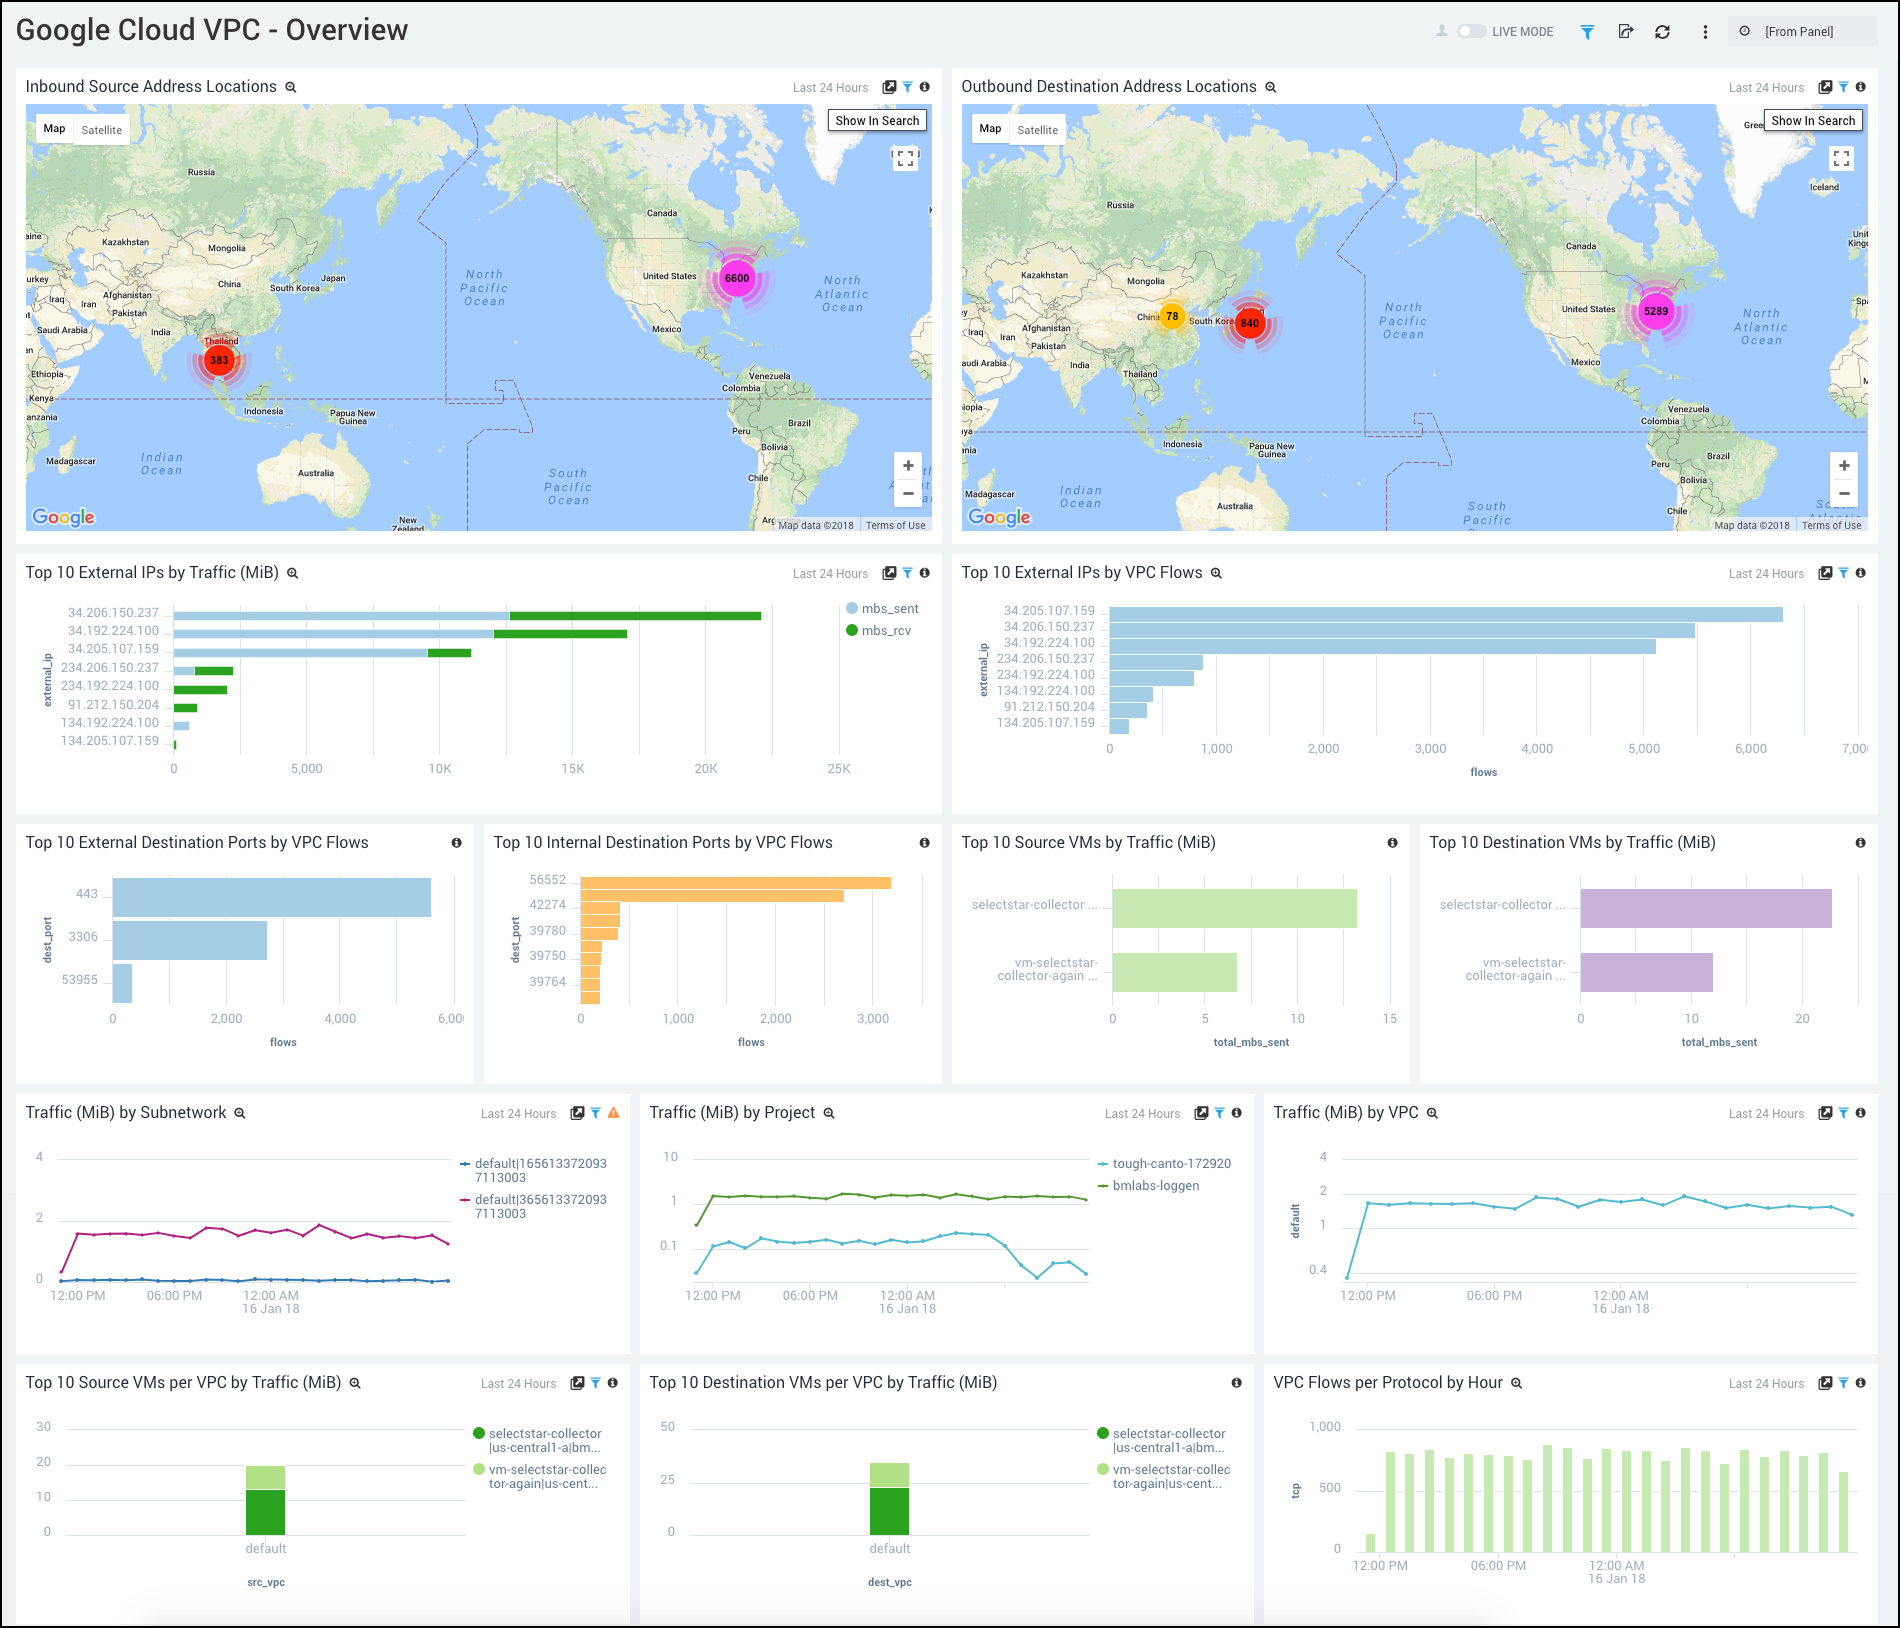 Google Cloud VPC - Overview
LIVE MODE
[From Panel]
Inbound Source Address Locations
Last 24 Hours
Map
Satellite
Show In Search
Russia
Canada
Kazakhstan
Mongolia
Japan
China
South Korea
Afghanistan
Iraq
Iran
Pakistan
Saudi Arabia
India
Thailand
383
United States
6600
Mexico
North
Pacific
Ocean
North
Atlantic
Ocean
Ethiopia
Kenya
Indonesia
Papua New
Guinea
Venezuela
Colombia
Brazil
Peru
Bolivia
Chile
Madagascar
Indian
Ocean
Australia
South
Pacific
Ocean
New
Zealand
Google
Map data ©2018
Terms of Use
Outbound Destination Address Locations
Last 24 Hours
Map
Satellite
Show In Search
Iceland
Russia
Canada
Kazakhstan
Mongolia
China
78
840
Iraq
Afghanistan
Pakistan
India
Thailand
United States
5289
Mexico
North
Pacific
Ocean
North
Atlantic
Ocean
Indonesia
Papua New
Guinea
Venezuela
Colombia
Brazil
Peru
Bolivia
Chile
Madagascar
Indian
Ocean
Australia
South
Pacific
Google
Map data ©2018
Terms of Use
Top 10 External IPs by Traffic (MiB)
Last 24 Hours
external_ip
34.206.150.237
34.192.224.100
34.205.107.159
234.206.150.237
234.192.224.100
91.212.150.204
134.192.224.100
134.205.107.159
0 5,000 10K 15K 20K 25K
mbs_sent
mbs_rcv
Top 10 External IPs by VPC Flows
Last 24 Hours
external_ip
34.205.107.159
34.206.150.237
34.192.224.100
234.206.150.237
234.192.224.100
134.192.224.100
91.212.150.204
134.205.107.159
0 1,000 2,000 3,000 4,000 5,000 6,000
flows
Top 10 External Destination Ports by VPC Flows
dest_port
443
3306
53955
0 2,000 4,000
flows
Top 10 Internal Destination Ports by VPC Flows
dest_port
56552
42274
39780
39750
39764
0 1,000 2,000 3,000
flows
Top 10 Source VMs by Traffic (MiB)
selectstar-collector ...
vm-selectstar-
collector-again ...
0 5 10 15
total_mbs_sent
Top 10 Destination VMs by Traffic (MiB)
selectstar-collector ...
vm-selectstar-
collector-again ...
0 10 20
total_mbs_sent
Traffic (MiB) by Subnetwork
Last 24 Hours
4
2
0
12:00 PM 06:00 PM 12:00 AM
16 Jan 18
default|165613372093
7113003
default|365613372093
7113003
Traffic (MiB) by Project
Last 24 Hours
10
1
0.1
12:00 PM 06:00 PM 12:00 AM
16 Jan 18
tough-canto-172920
bmlabs-loggen
Traffic (MiB) by VPC
Last 24 Hours
default
4
2
1
0.4
12:00 PM 06:00 PM 12:00 AM
16 Jan 18
Top 10 Source VMs per VPC by Traffic (MiB)
Last 24 Hours
30
20
10
0
default
src_vpc
selectstar-collector
|us-central1-a|bm...
vm-selectstar-collec
tor-again|us-cent...
Top 10 Destination VMs per VPC by Traffic (MiB)
50
25
0
default
dest_vpc
selectstar-collector
|us-central1-a|bm...
vm-selectstar-collec
tor-again|us-cent...
VPC Flows per Protocol by Hour
Last 24 Hours
tcp
1,000
500
0
12:00 PM 06:00 PM 12:00 AM
16 Jan 18